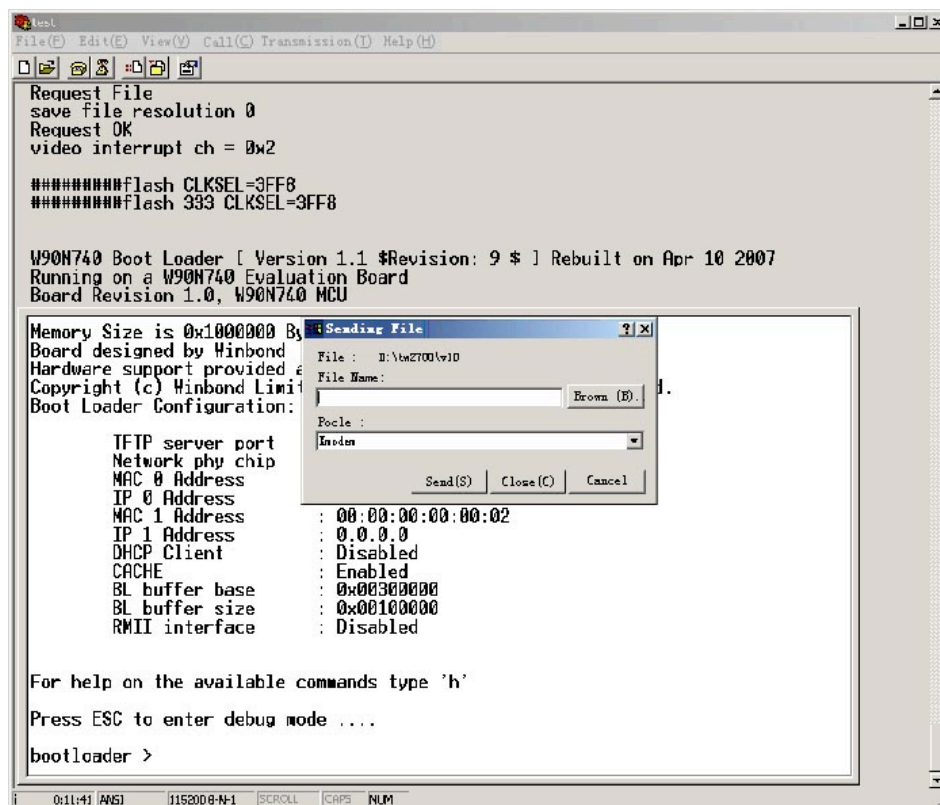 test
File(F) Edit(E) View(V) Call(C) Transmission(T) Help(H)
Request File
save file resolution 0
Request OK
video interrupt ch = 0x2
#########flash CLKSEL=3FF8
#########flash 333 CLKSEL=3FF8
W90N740 Boot Loader [ Version 1.1 $Revision: 9 $ ] Rebuilt on Apr 10 2007
Running on a W90N740 Evaluation Board
Board Revision 1.0, W90N740 MCU
Memory Size is 0x1000000 By
Board designed by Winbond
Hardware support provided
Copyright (c) Winbond Limit
Boot Loader Configuration:
Sending File
File : D:\tw2700\v10
File Name:
Brown (B).
Pocle :
Xmodem
Send(S) Close(C) Cancel
TFTP server port
Network phy chip
MAC 0 Address
IP 0 Address
MAC 1 Address : 00:00:00:00:00:02
IP 1 Address : 0.0.0.0
DHCP Client : Disabled
CACHE : Enabled
BL buffer base : 0x00300000
BL buffer size : 0x00100000
RMII interface : Disabled
For help on the available commands type 'h'
Press ESC to enter debug mode ....
bootloader >
0:11:41 ANSI 115200 8-N-1 SCROLL CAPS NUM